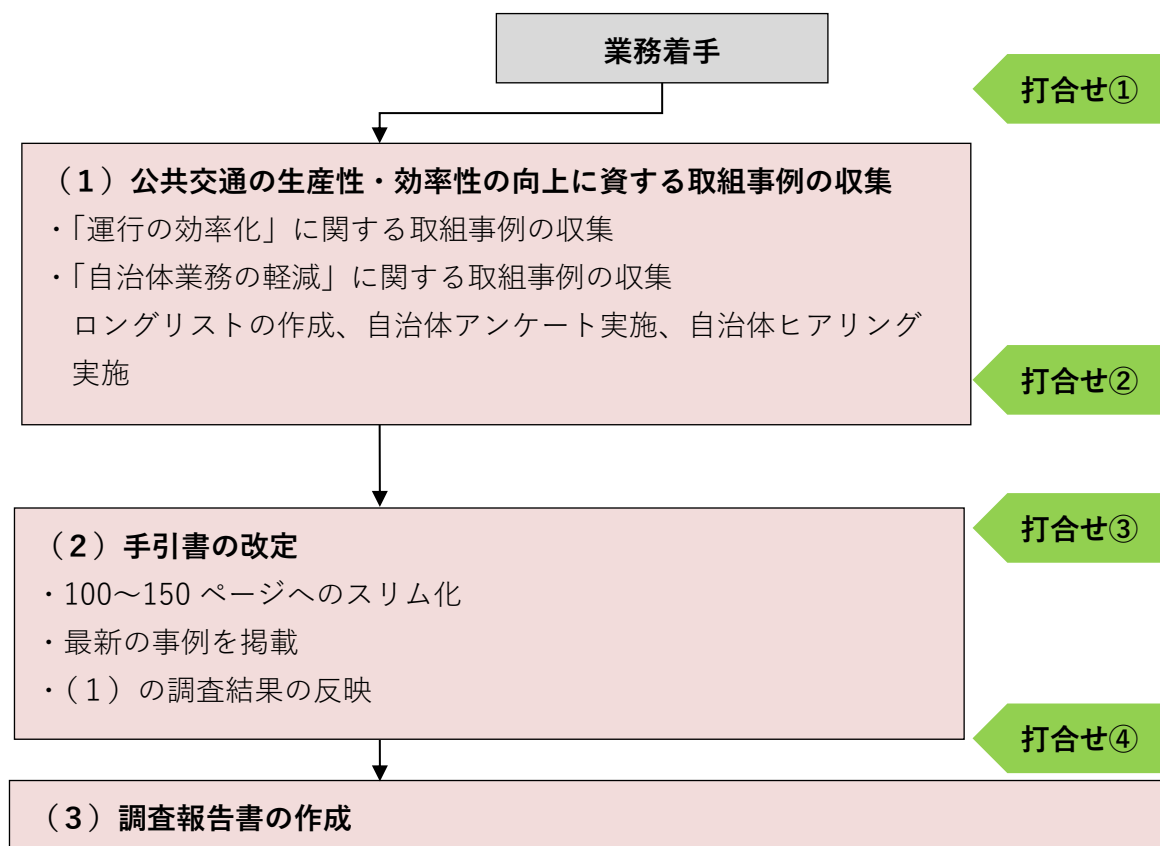 業務着手
打合せ①
（１）公共交通の生産性・効率性の向上に資する取組事例の収集
・「運行の効率化」に関する取組事例の収集
・「自治体業務の軽減」に関する取組事例の収集
ロングリストの作成、自治体アンケート実施、自治体ヒアリング
実施
打合せ②
打合せ③
（２）手引書の改定
・100～150 ページへのスリム化
・最新の事例を掲載
・（１）の調査結果の反映
打合せ④
（３）調査報告書の作成